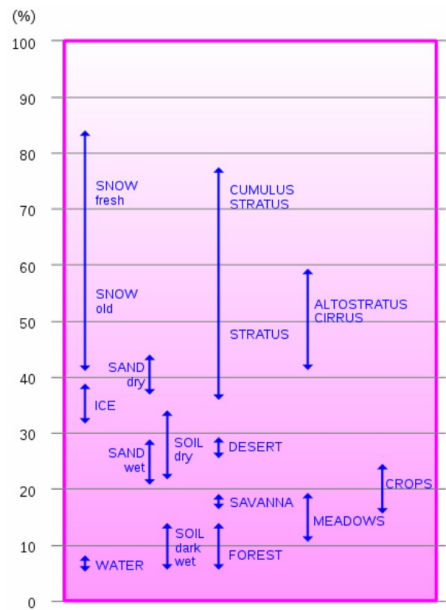 (%)
100
90
80
70
60
50
40
30
20
10
0
SNOW
fresh
SNOW
old
CUMULUS
STRATUS
STRATUS
ALTOSTRATUS
CIRRUS
SAND
dry
ICE
SAND
wet
SOIL
dry
DESERT
SAVANNA
CROPS
MEADOWS
WATER
SOIL
dark
wet
FOREST